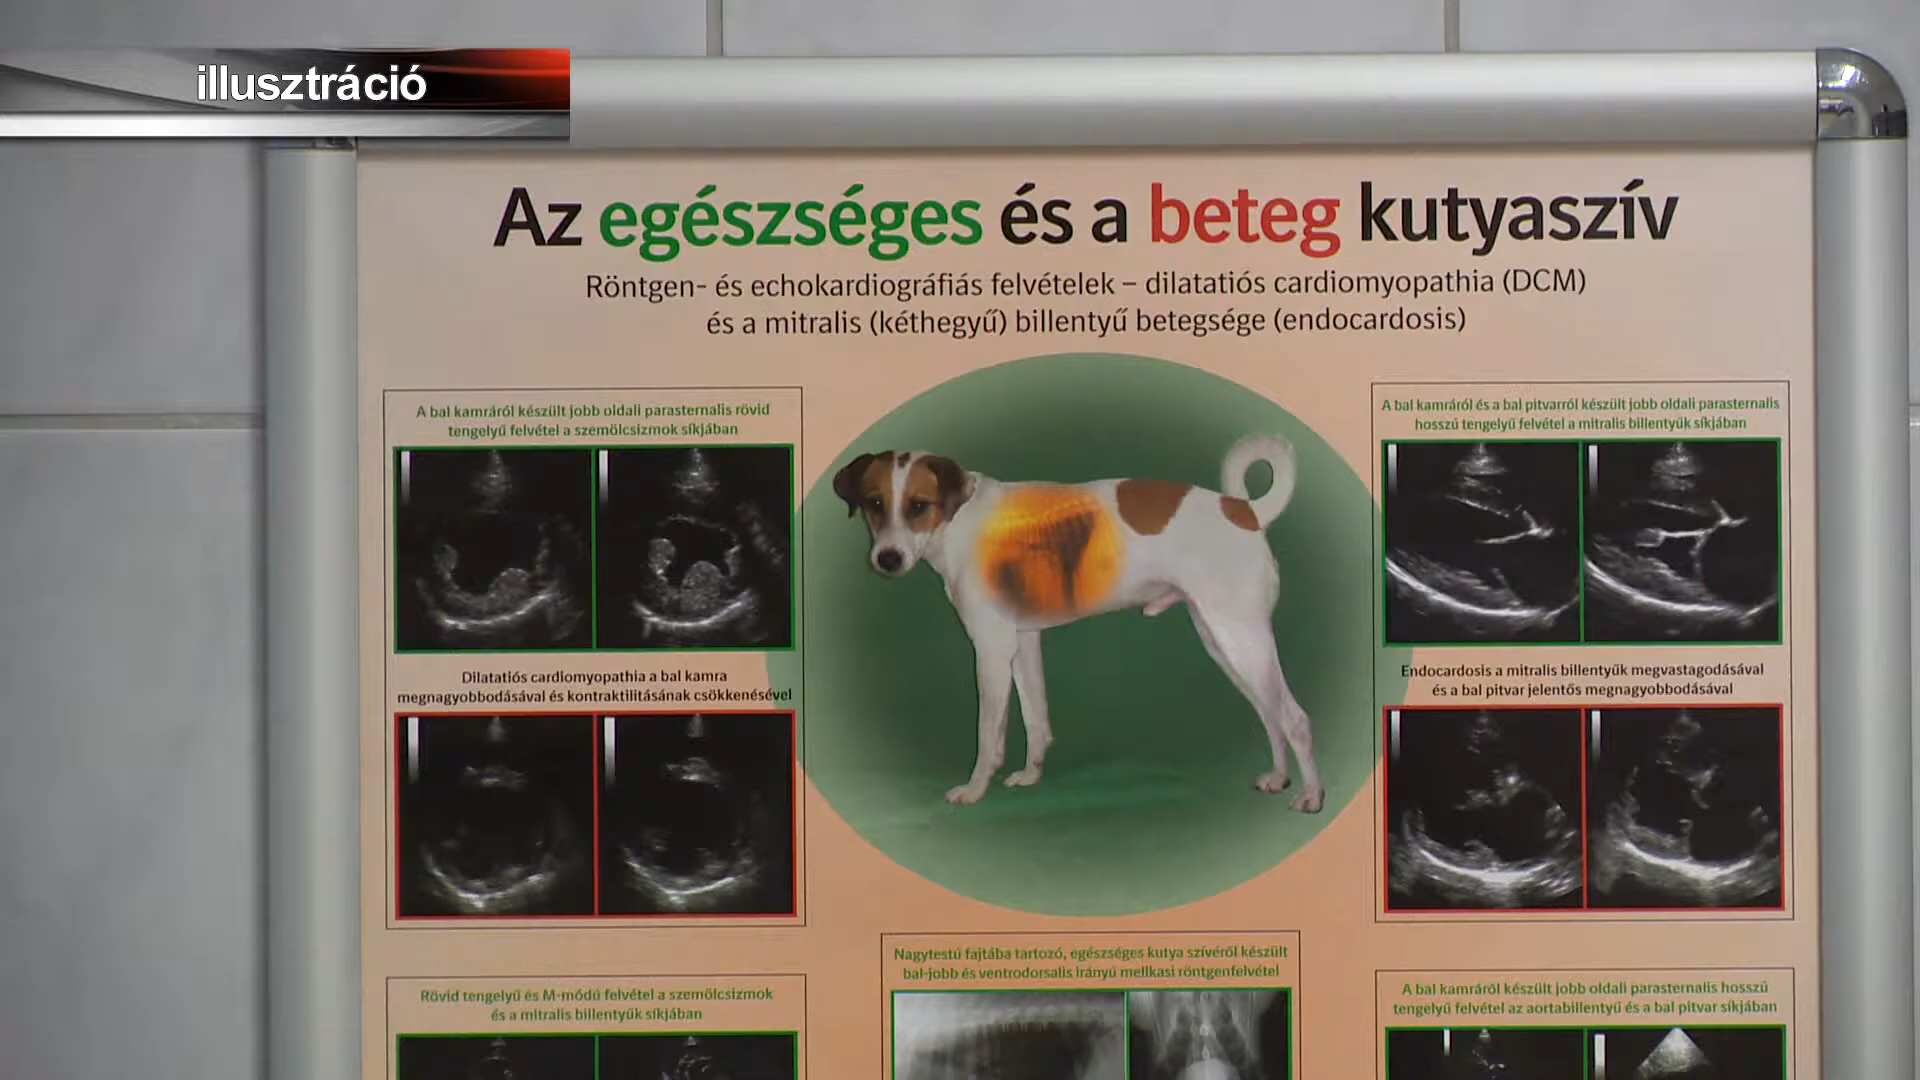 illusztráció
Az egészséges és a beteg kutyaszív
Röntgen- és echokardiográfiás felvételek – dilatatiós cardiomyopathia (DCM)
és a mitralis (kéthegyű) billentyű betegsége (endocardosis)
A bal kamráról készült jobb oldali parasternalis rövid
tengelyű felvétel a szemölcsizmok síkjában
Dilatatiós cardiomyopathia a bal kamra
megnagyobbodásával és kontraktilitásának csökkenésével
A bal kamráról és a bal pitvarról készült jobb oldali parasternalis
hosszú tengelyű felvétel a mitralis billentyűk síkjában
Endocardosis a mitralis billentyűk megvastagodásával
és a bal pitvar jelentős megnagyobbodásával
Rövid tengelyű és M-módú felvétel a szemölcsizmok
és a mitralis billentyűk síkjában
Nagytestű fajtába tartozó, egészséges kutya szívéről készült
bal-jobb és ventrodorsalis irányú mellkasi röntgenfelvétel
A bal kamráról készült jobb oldali parasternalis hosszú
tengelyű felvétel az aortabillentyű és a bal pitvar síkjában